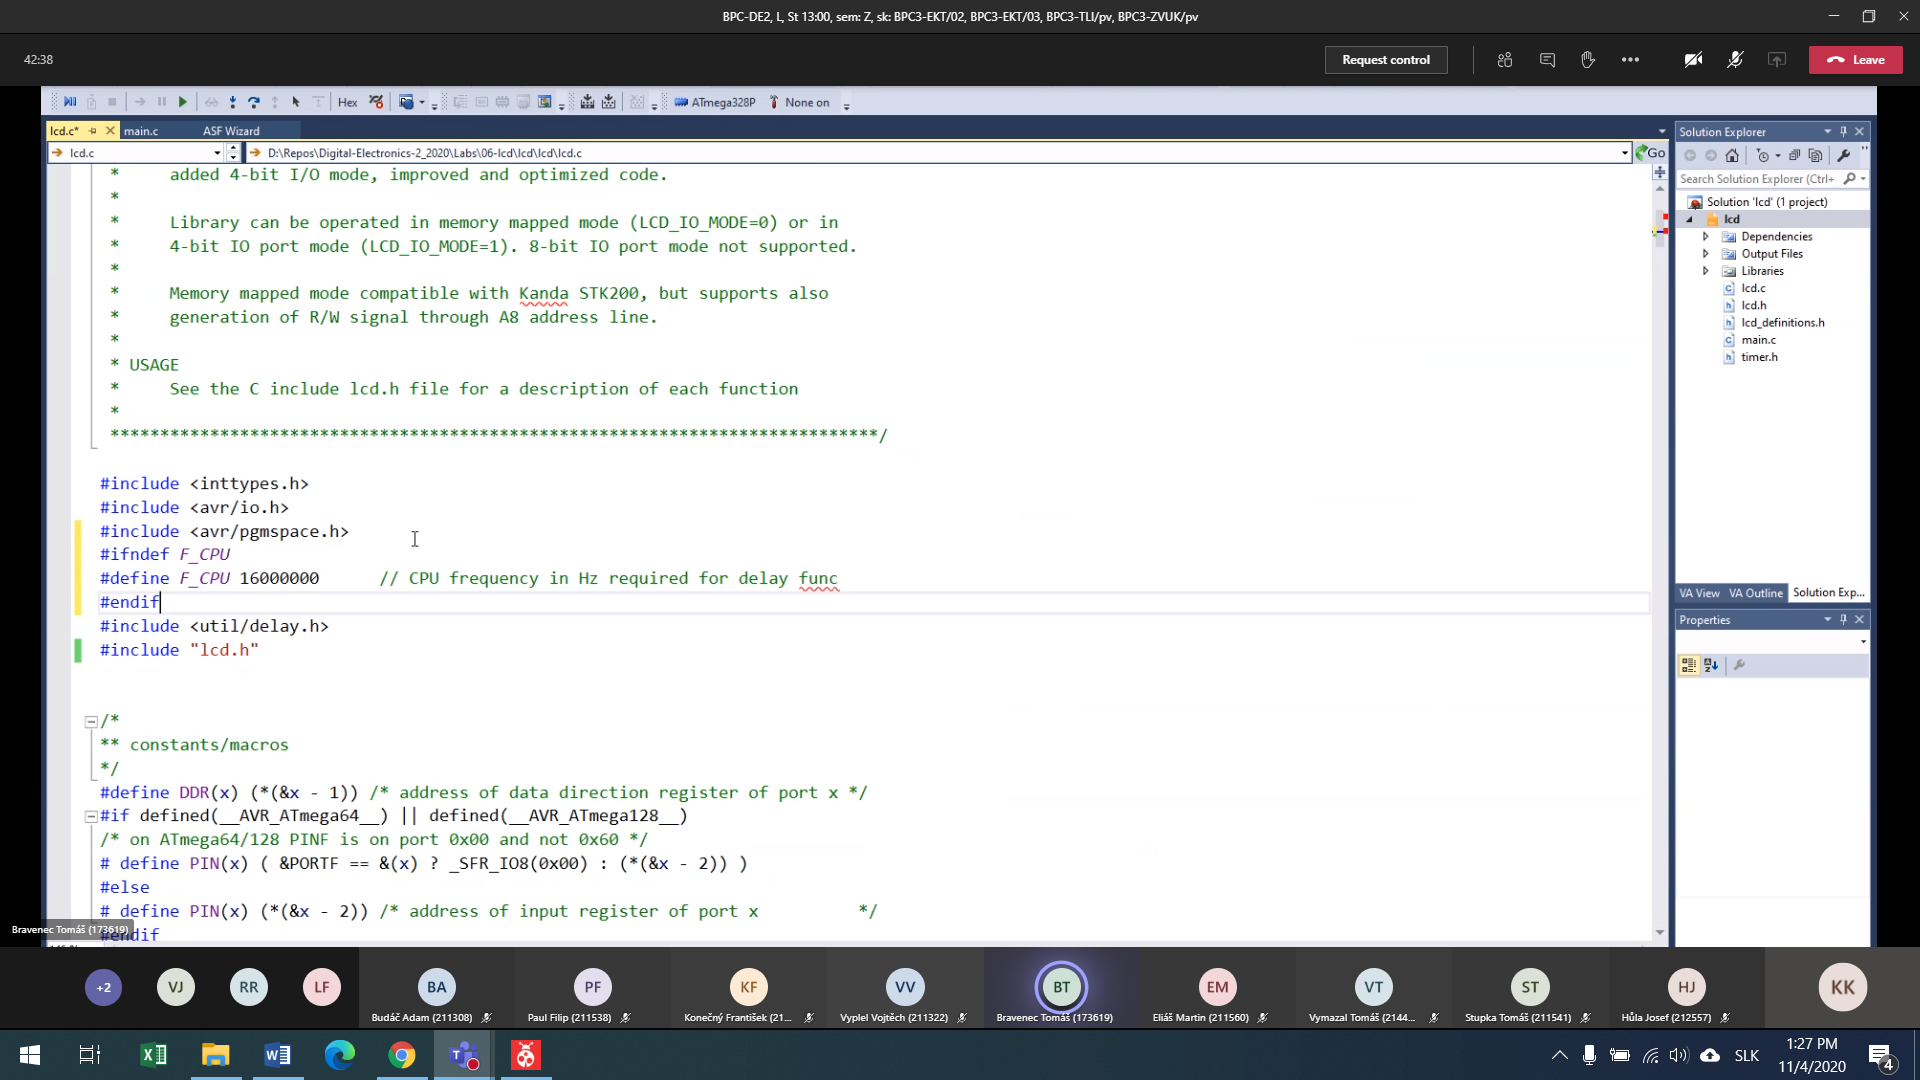 BPC-DE2, L, St 13:00, sem: Z, sk: BPC3-EKT/02, BPC3-EKT/03, BPC3-TLI/pv, BPC3-ZVUK/pv
42:38
Request control
Leave
Hex
ATmega328P
None on
lcd.c*
main.c
ASF Wizard
lcd.c
D:\Repos\Digital-Electronics-2_2020\Labs\06-lcd\lcd\lcd\lcd.c
Go
* added 4-bit I/O mode, improved and optimized code.
*
* Library can be operated in memory mapped mode (LCD_IO_MODE=0) or in
* 4-bit IO port mode (LCD_IO_MODE=1). 8-bit IO port mode not supported.
*
* Memory mapped mode compatible with Kanda STK200, but supports also
* generation of R/W signal through A8 address line.
*
* USAGE
* See the C include lcd.h file for a description of each function
*
*****************************************************************************/
#include <inttypes.h>
#include <avr/io.h>
#include <avr/pgmspace.h>
#ifndef F_CPU
#define F_CPU 16000000 // CPU frequency in Hz required for delay func
#endif
#include <util/delay.h>
#include "lcd.h"
/*
** constants/macros
*/
#define DDR(x) (*(&x - 1)) /* address of data direction register of port x */
#if defined(__AVR_ATmega64__) || defined(__AVR_ATmega128__)
/* on ATmega64/128 PINF is on port 0x00 and not 0x60 */
# define PIN(x) ( &PORTF == &(x) ? _SFR_IO8(0x00) : (*(&x - 2)) )
#else
# define PIN(x) (*(&x - 2)) /* address of input register of port x */
#endif
Solution Explorer
Search Solution Explorer (Ctrl+
Solution 'lcd' (1 project)
lcd
Dependencies
Output Files
Libraries
lcd.c
lcd.h
lcd_definitions.h
main.c
timer.h
VA View
VA Outline
Solution Exp...
Properties
Bravenec Tomáš (173619)
+2
VJ
RR
LF
BA
PF
KF
VV
BT
EM
VT
ST
HJ
KK
Budáč Adam (211308)
Paul Filip (211538)
Konečný František (21...
Vyplel Vojtěch (211322)
Bravenec Tomáš (173619)
Eliáš Martin (211560)
Vymazal Tomáš (2144...
Stupka Tomáš (211541)
Hůla Josef (212557)
SLK
1:27 PM
11/4/2020
4